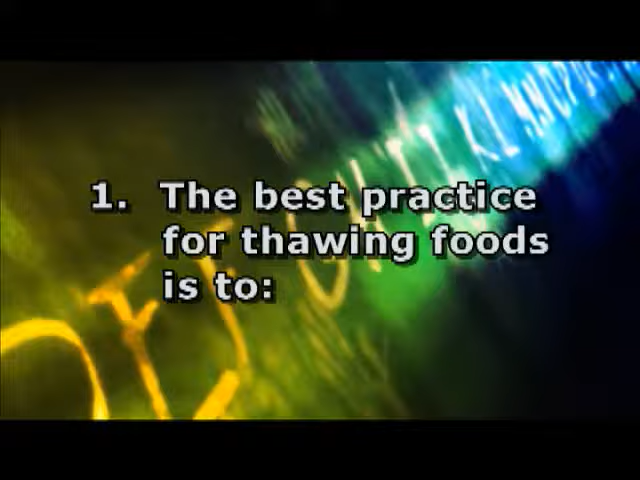 1. The best practice
for thawing foods
is to: